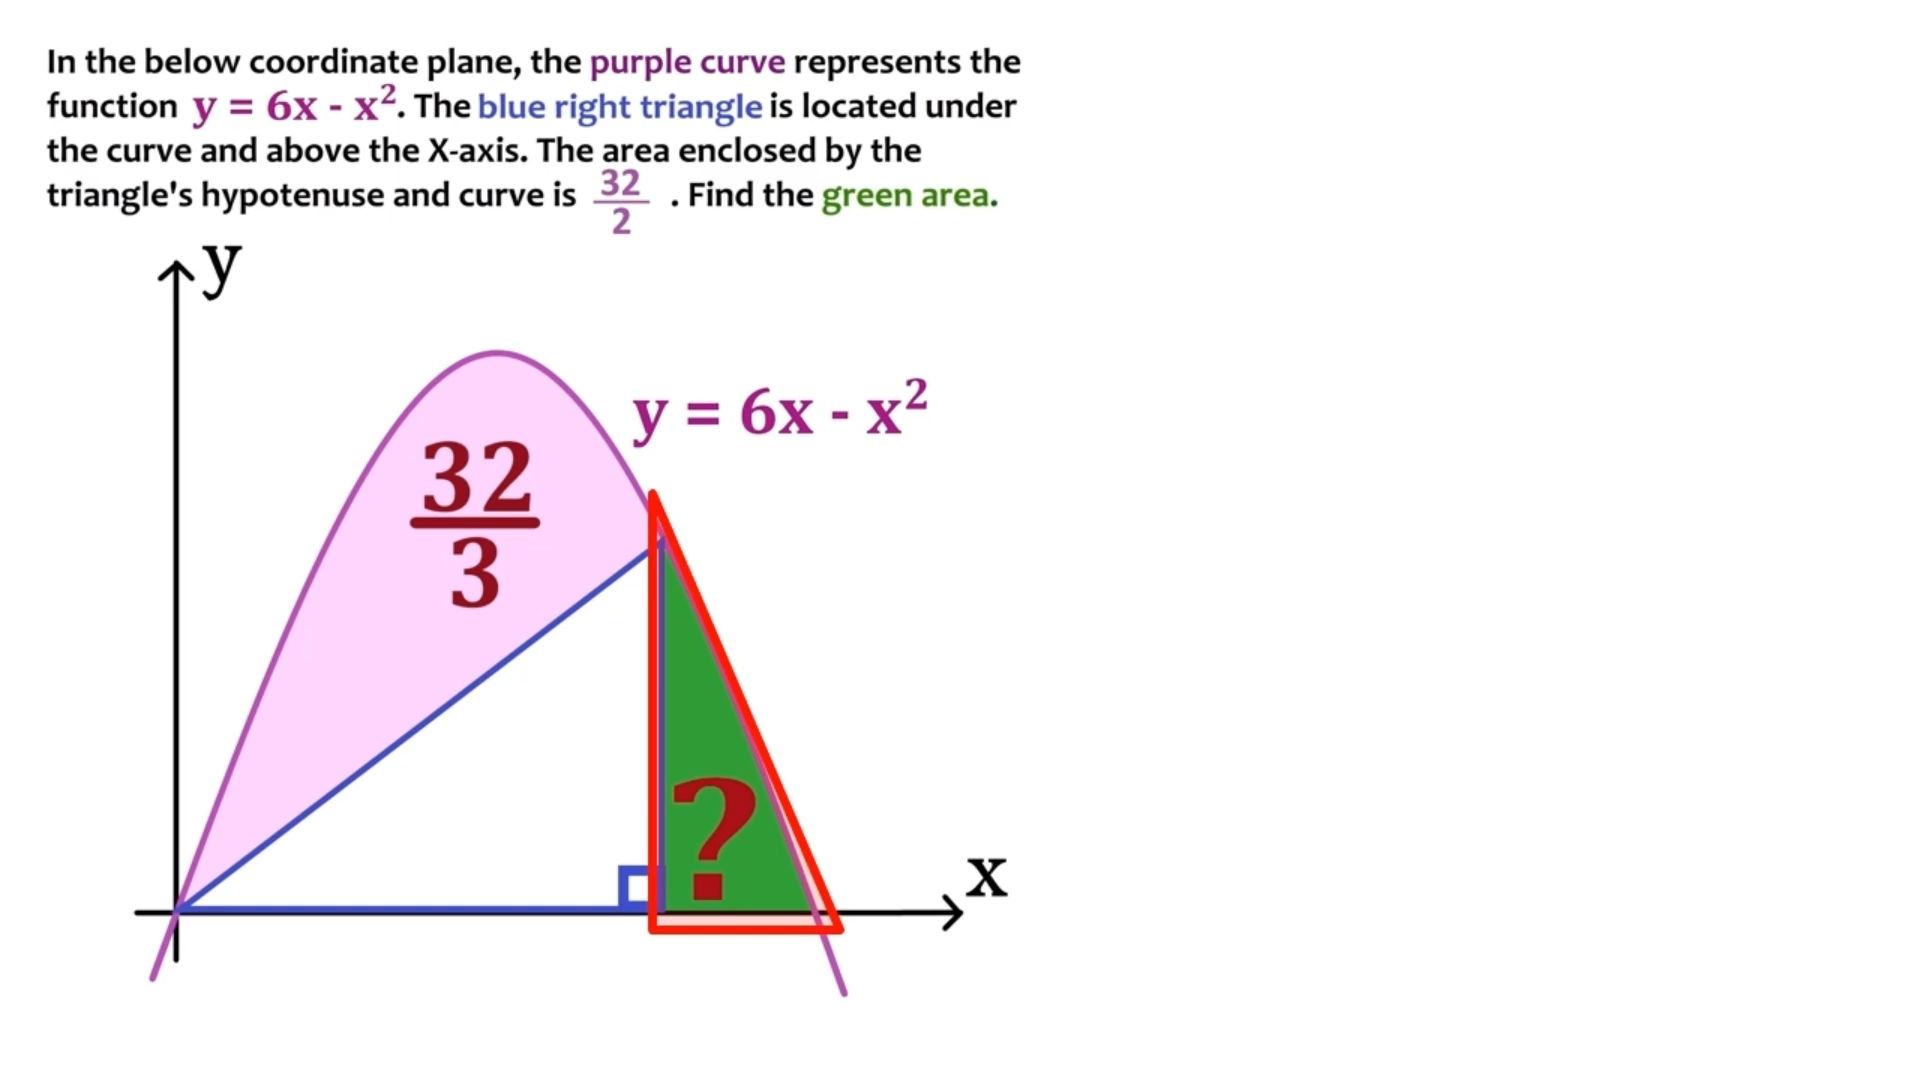 In the below coordinate plane, the purple curve represents the
function y = 6x - x². The blue right triangle is located under
the curve and above the X-axis. The area enclosed by the
triangle's hypotenuse and curve is 32/2 . Find the green area.
y
y = 6x - x²
32
3
?
x